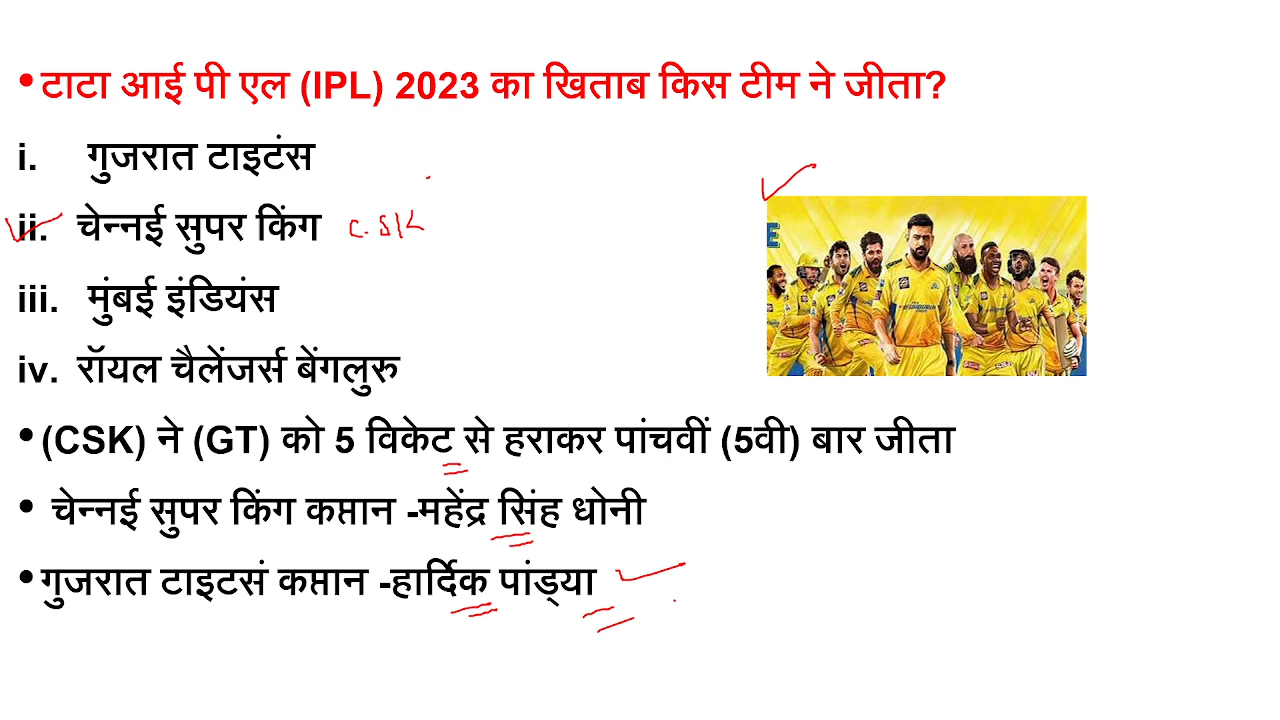 • टाटा आई पी एल (IPL) 2023 का खिताब किस टीम ने जीता?
i. गुजरात टाइटंस
ii. चेन्नई सुपर किंग C. S K
iii. मुंबई इंडियंस
iv. रॉयल चैलेंजर्स बेंगलुरु
• (CSK) ने (GT) को 5 विकेट से हराकर पांचवीं (5वी) बार जीता
• चेन्नई सुपर किंग कप्तान -महेंद्र सिंह धोनी
• गुजरात टाइटसं कप्तान -हार्दिक पांड्या